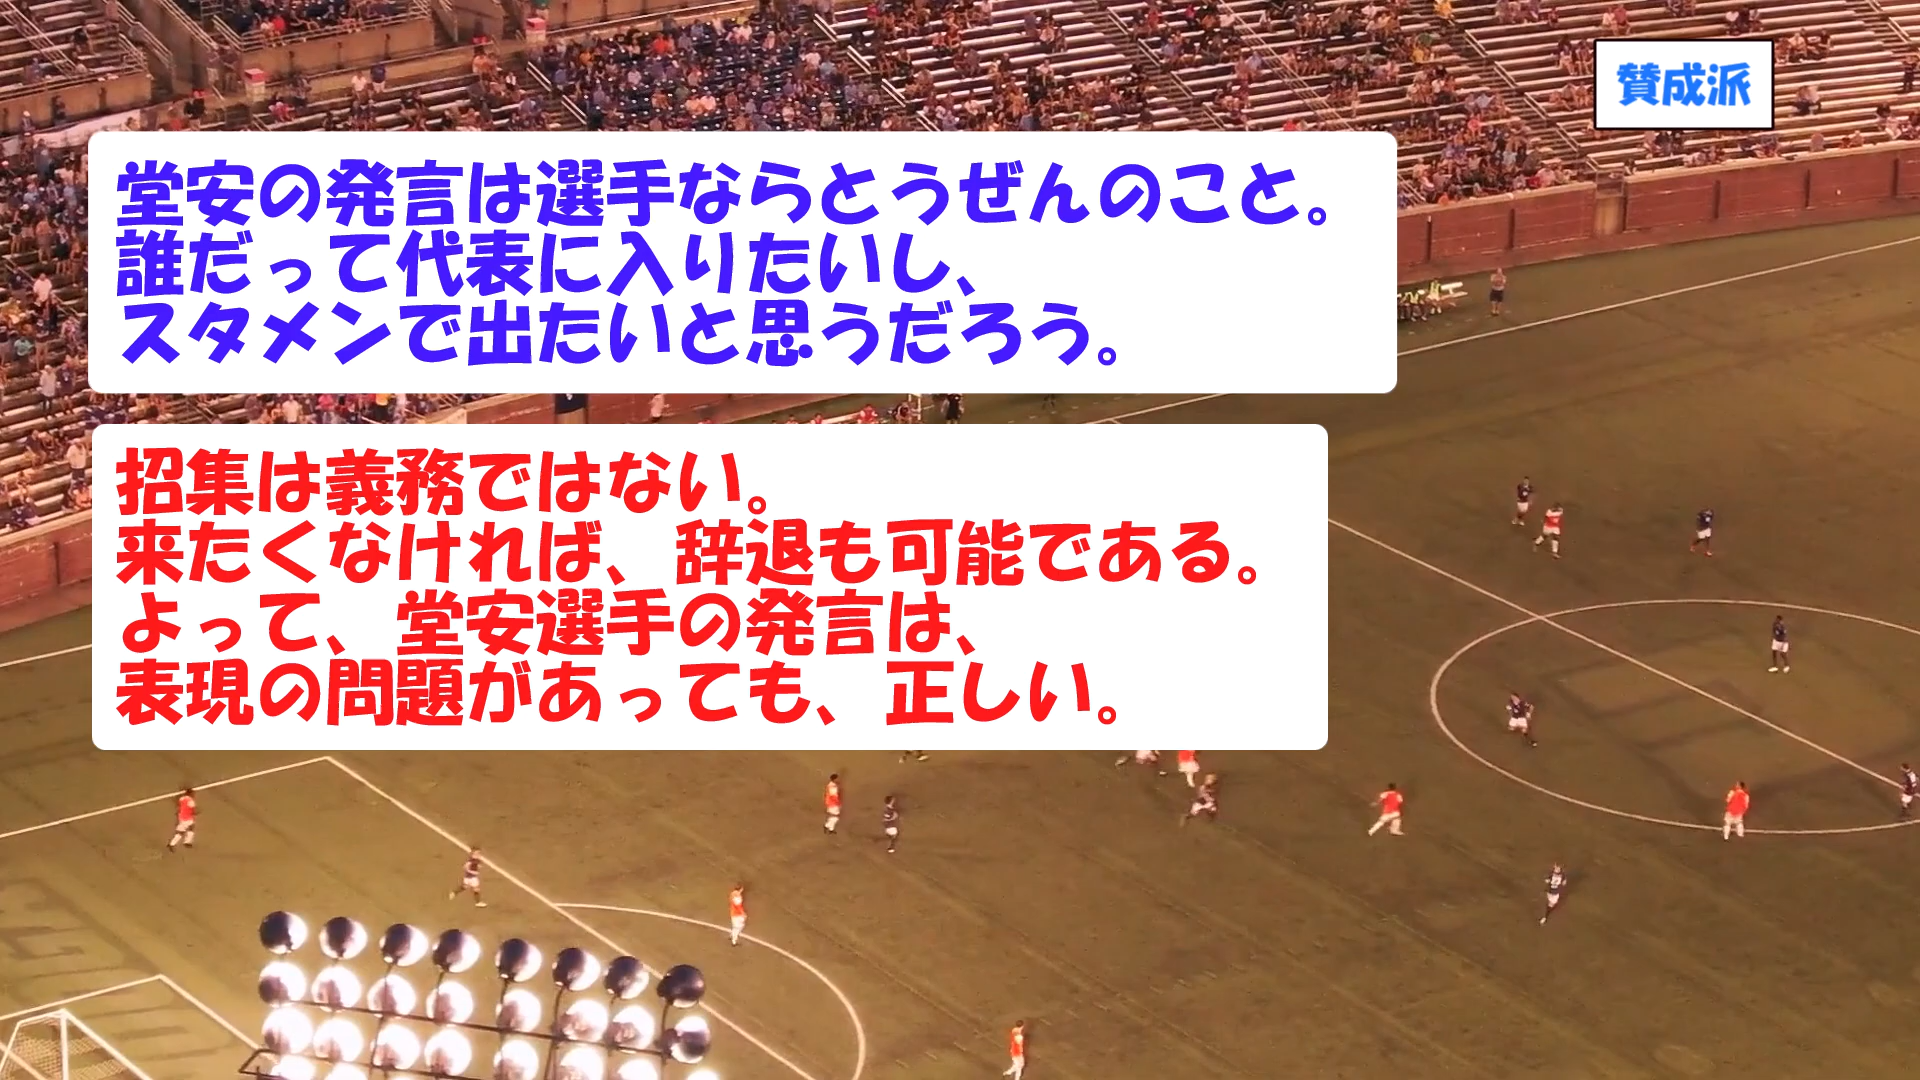 賛成派
堂安の発言は選手ならとうぜんのこと。
誰だって代表に入りたいし、
スタメンで出たいと思うだろう。
招集は義務ではない。
来たくなければ、辞退も可能である。
よって、堂安選手の発言は、
表現の問題があっても、正しい。